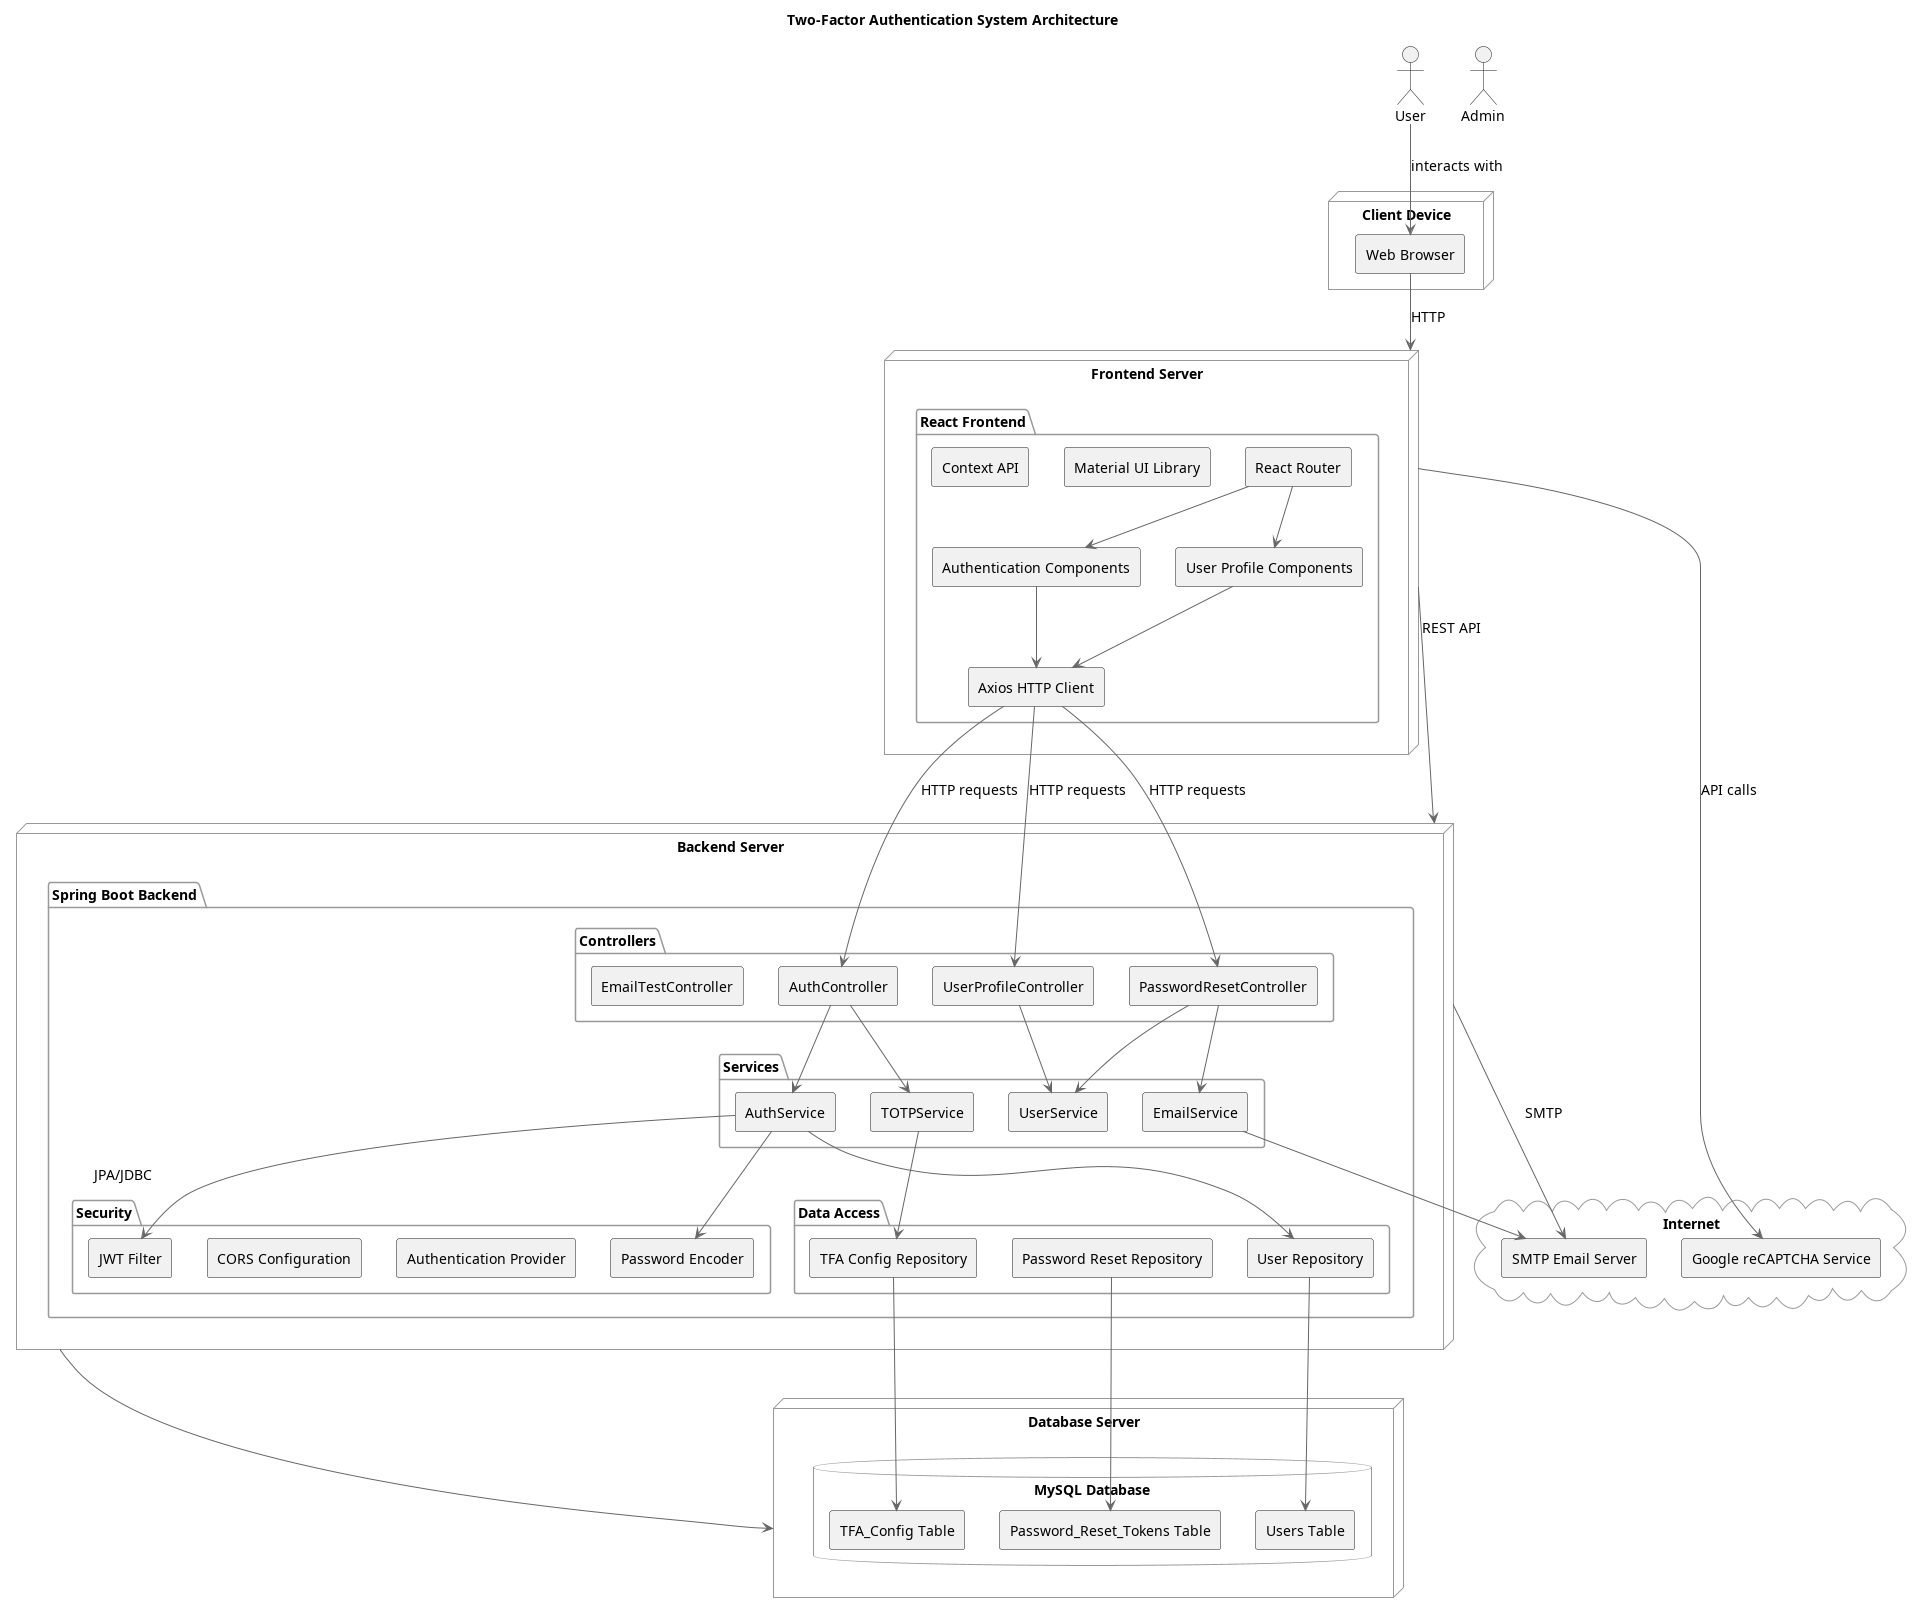 Two-Factor Authentication System Architecture
User
Admin
interacts with
Client Device
Web Browser
HTTP
Frontend Server
React Frontend
Context API
Material UI Library
React Router
Authentication Components
User Profile Components
REST API
Axios HTTP Client
HTTP requests
HTTP requests
HTTP requests
API calls
Backend Server
Spring Boot Backend
Controllers
EmailTestController
AuthController
UserProfileController
PasswordResetController
Services
AuthService
TOTPService
UserService
EmailService
SMTP
JPA/JDBC
Security
JWT Filter
CORS Configuration
Authentication Provider
Password Encoder
Data Access
TFA Config Repository
Password Reset Repository
User Repository
Internet
SMTP Email Server
Google reCAPTCHA Service
Database Server
MySQL Database
TFA_Config Table
Password_Reset_Tokens Table
Users Table